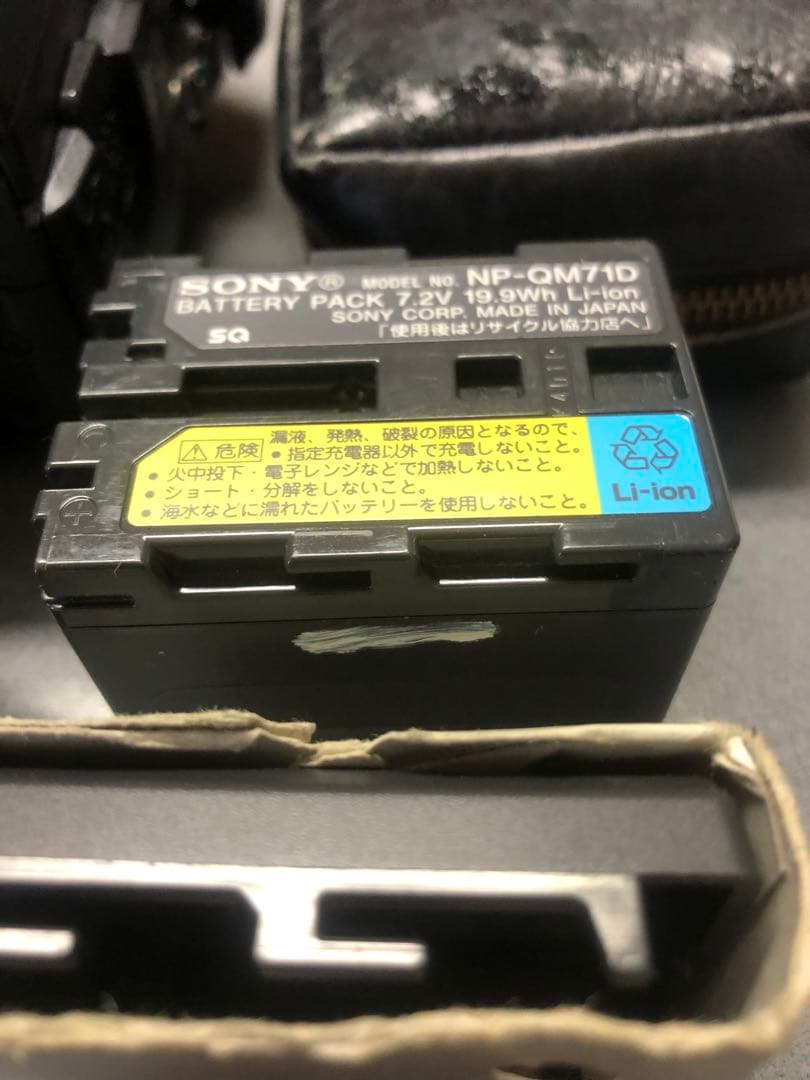 SONY® MODEL NO. NP-QM71D
BATTERY PACK 7.2V 19.9Wh Li-ion
SONY CORP. MADE IN JAPAN
SQ 「使用後はリサイクル協力店へ」
C
+
⚠危険 漏液、発熱、破裂の原因となるので、
●指定充電器以外で充電しないこと。
●火中投下・電子レンジなどで加熱しないこと。
●ショート・分解をしないこと。
●海水などに濡れたバッテリーを使用しないこと。
Li-ion